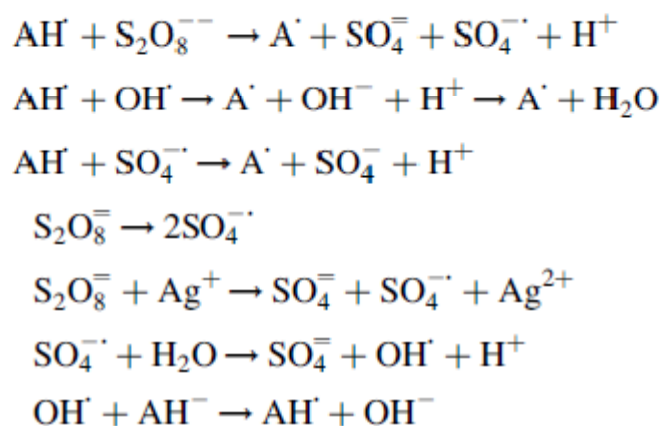 AH˙ + S₂O₈⁻⁻ → A˙ + SO₄⁼ + SO₄⁻˙ + H⁺
AH˙ + OH˙ → A˙ + OH⁻ + H⁺ → A˙ + H₂O
AH˙ + SO₄⁻˙ → A˙ + SO₄⁻ + H⁺
S₂O₈⁼ → 2SO₄⁻˙
S₂O₈⁼ + Ag⁺ → SO₄⁼ + SO₄⁻˙ + Ag²⁺
SO₄⁻˙ + H₂O → SO₄⁼ + OH˙ + H⁺
OH˙ + AH⁻ → AH˙ + OH⁻